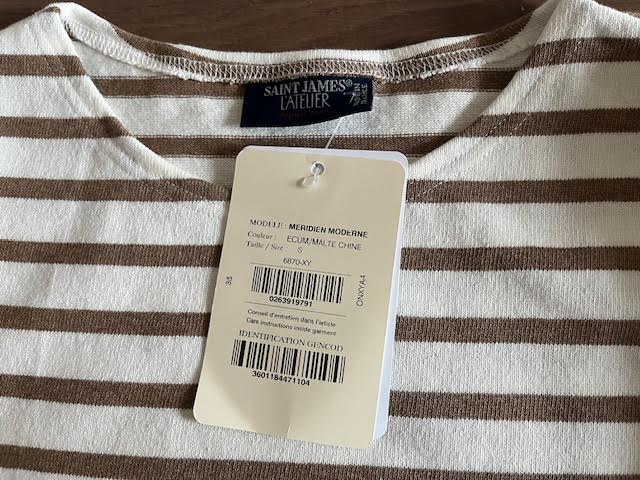 SAINT JAMES®
L'ATELIER
MODELE : MERIDIEN MODERNE
Couleur : ECUM/MALTE CHINE
Taille / Size : S
6870-XY
0263919791
Conseil d'entretien dans l'article
Care instructions inside garment
IDENTIFICATION GENCOD
3601184471104
35
ONXYA4